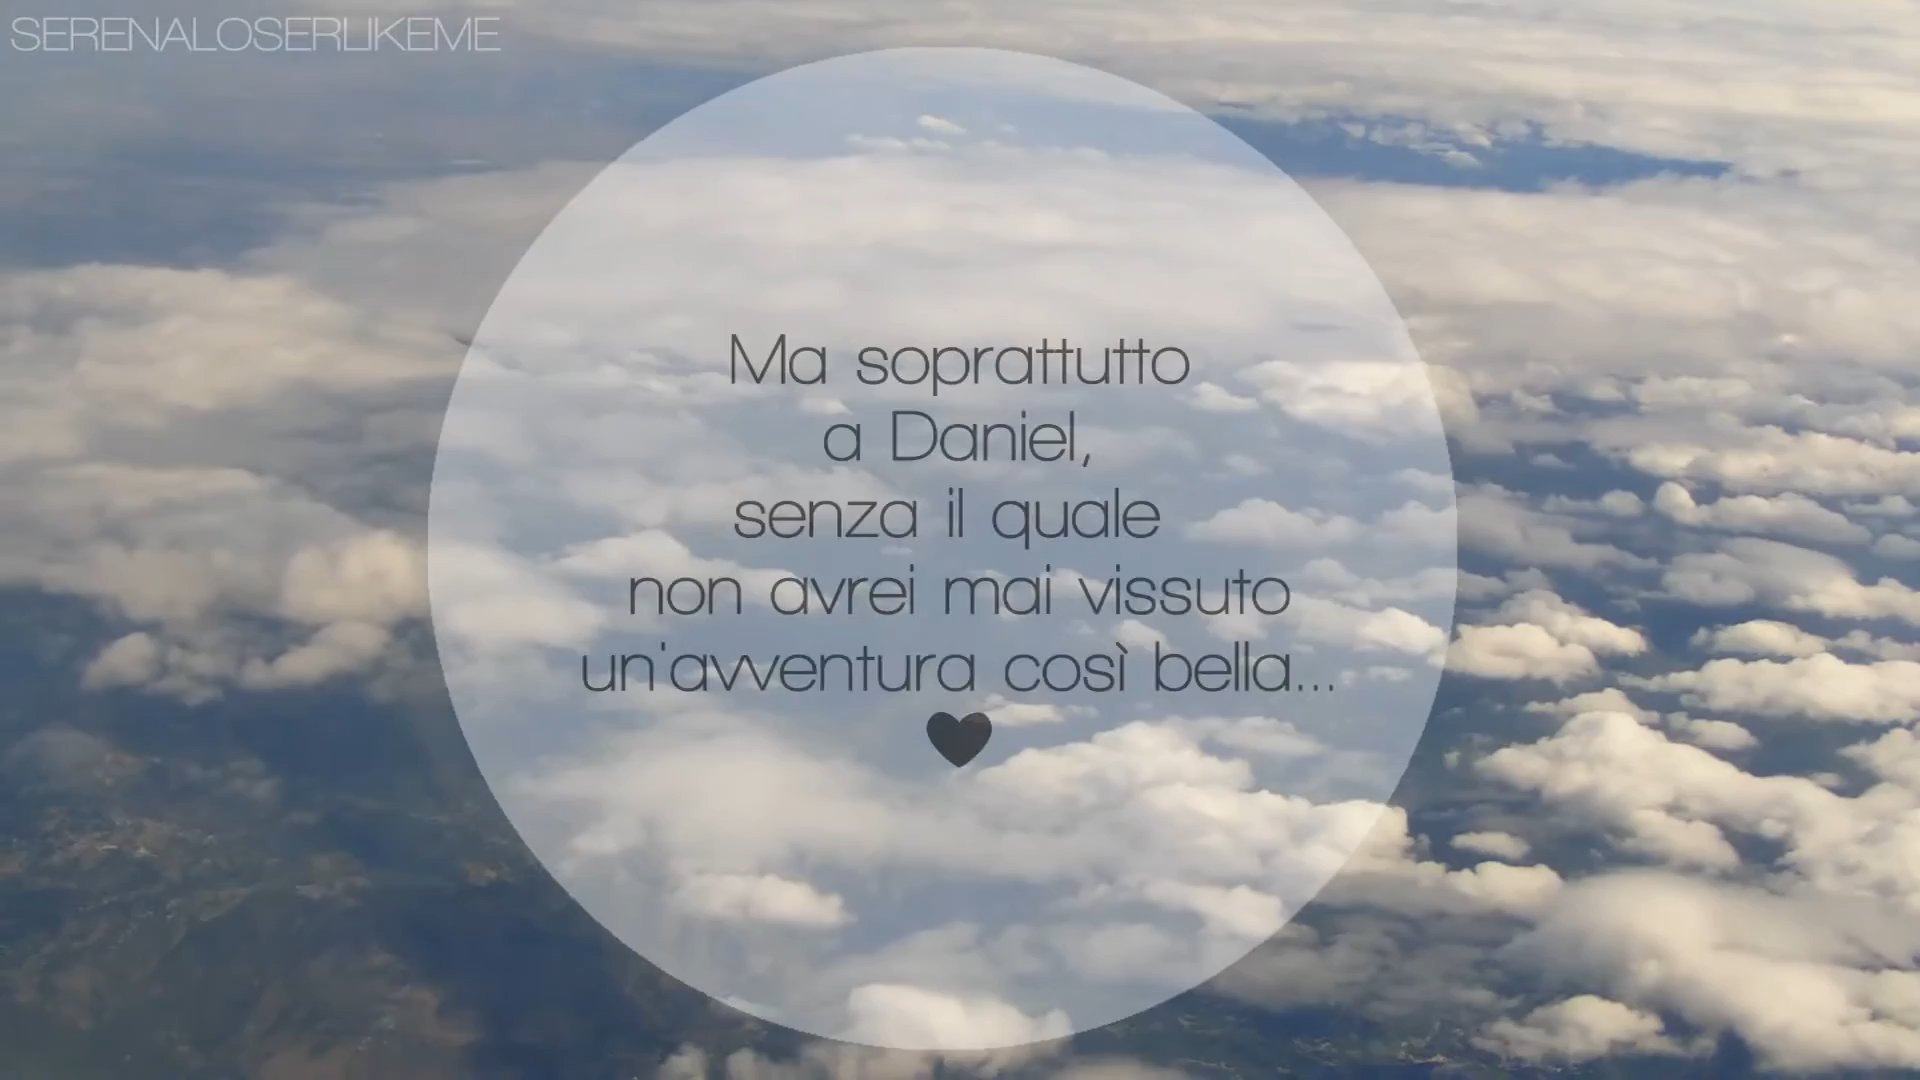 SERENALOSERLIKEME
Ma soprattutto
a Daniel,
senza il quale
non avrei mai vissuto
un'avventura così bella...